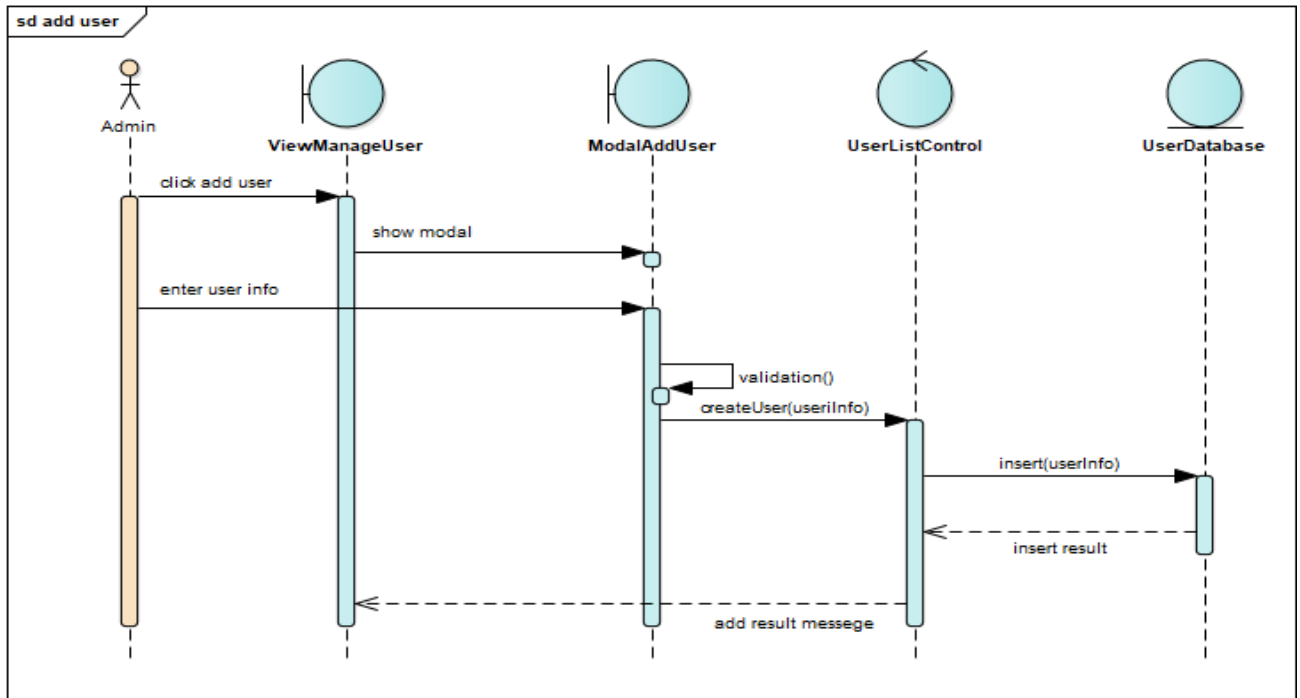 sd add user
Admin
ViewManageUser
ModalAddUser
UserListControl
UserDatabase
click add user
show modal
enter user info
validation()
createUser(useriInfo)
insert(userInfo)
insert result
add result messege